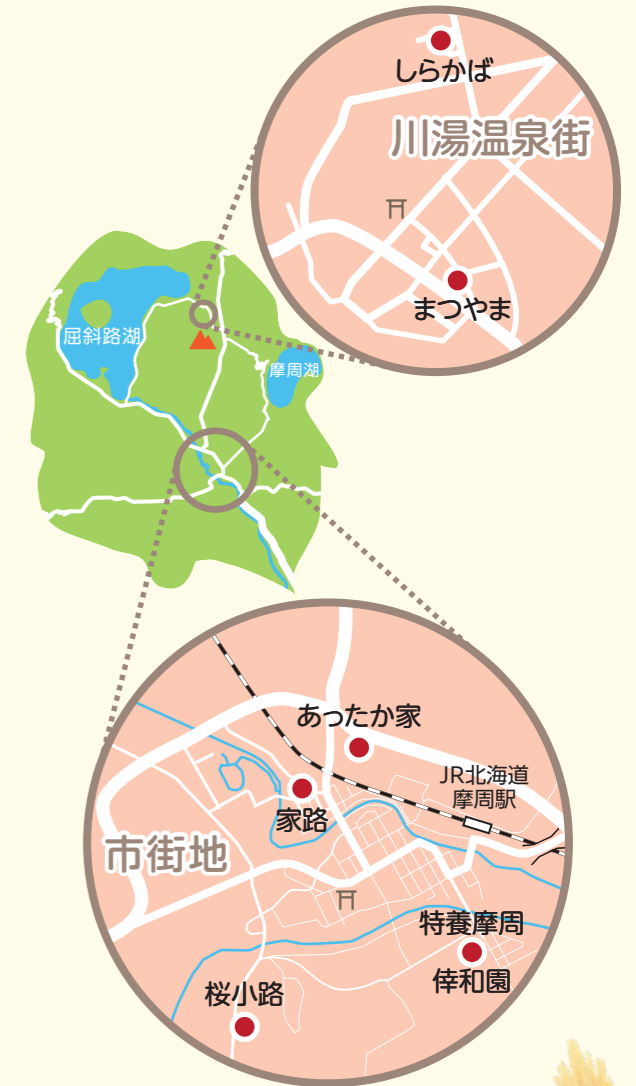 しらかば
川湯温泉街
まつやま
屈斜路湖
摩周湖
あったか家
JR北海道
摩周駅
家路
市街地
特養摩周
倖和園
桜小路